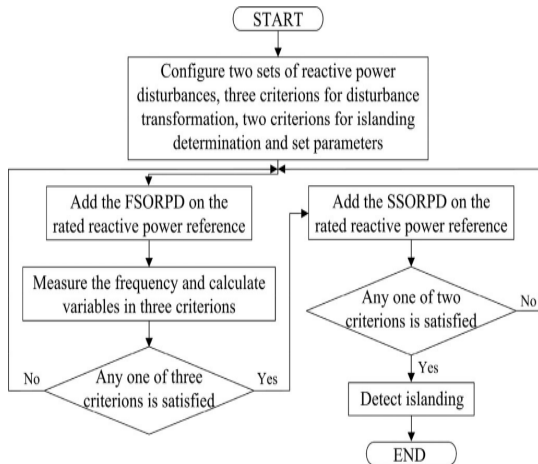 START
Configure two sets of reactive power
disturbances, three criterions for disturbance
transformation, two criterions for islanding
determination and set parameters
Add the FSORPD on the
rated reactive power reference
Measure the frequency and calculate
variables in three criterions
Any one of three
criterions is satisfied
No
Yes
Add the SSORPD on the
rated reactive power reference
Any one of two
criterions is satisfied
No
Yes
Detect islanding
END